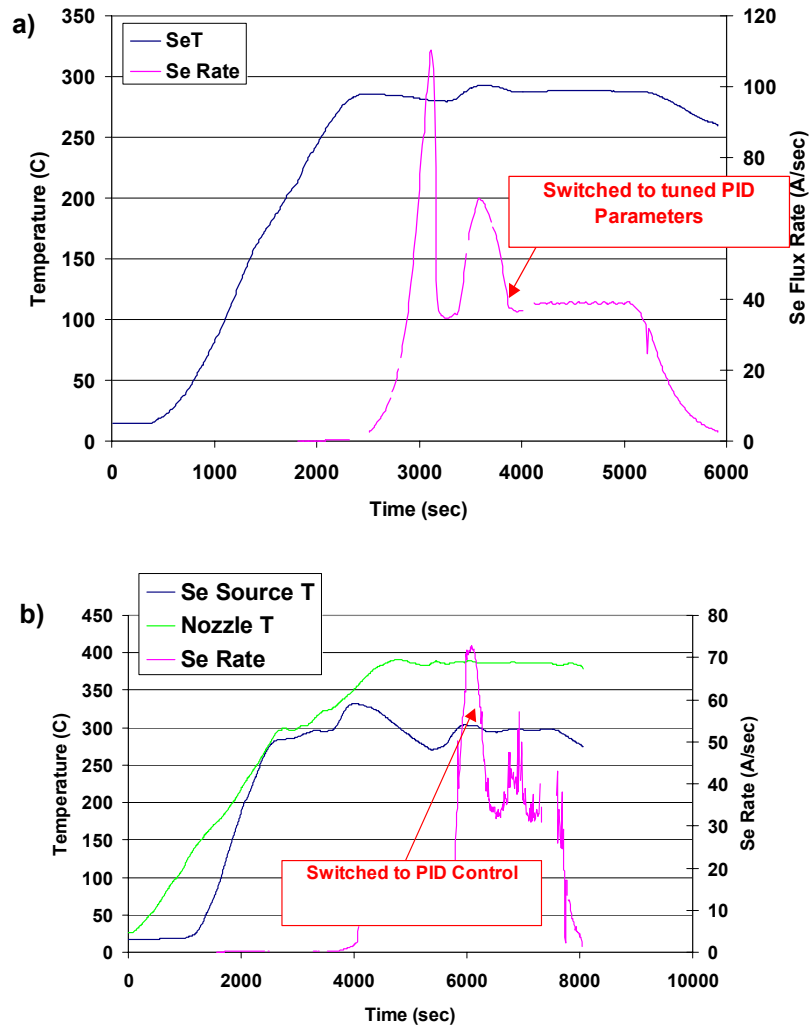 a)
SeT
Se Rate
350
300
250
200
150
100
50
0
Temperature (C)
120
100
80
60
40
20
0
Se Flux Rate (A/sec)
Switched to tuned PID
Parameters
0 1000 2000 3000 4000 5000 6000
Time (sec)
b)
Se Source T
Nozzle T
Se Rate
450
400
350
300
250
200
150
100
50
0
Temperature (C)
80
70
60
50
40
30
20
10
0
Se Rate (A/sec)
Switched to PID Control
0 2000 4000 6000 8000 10000
Time (sec)